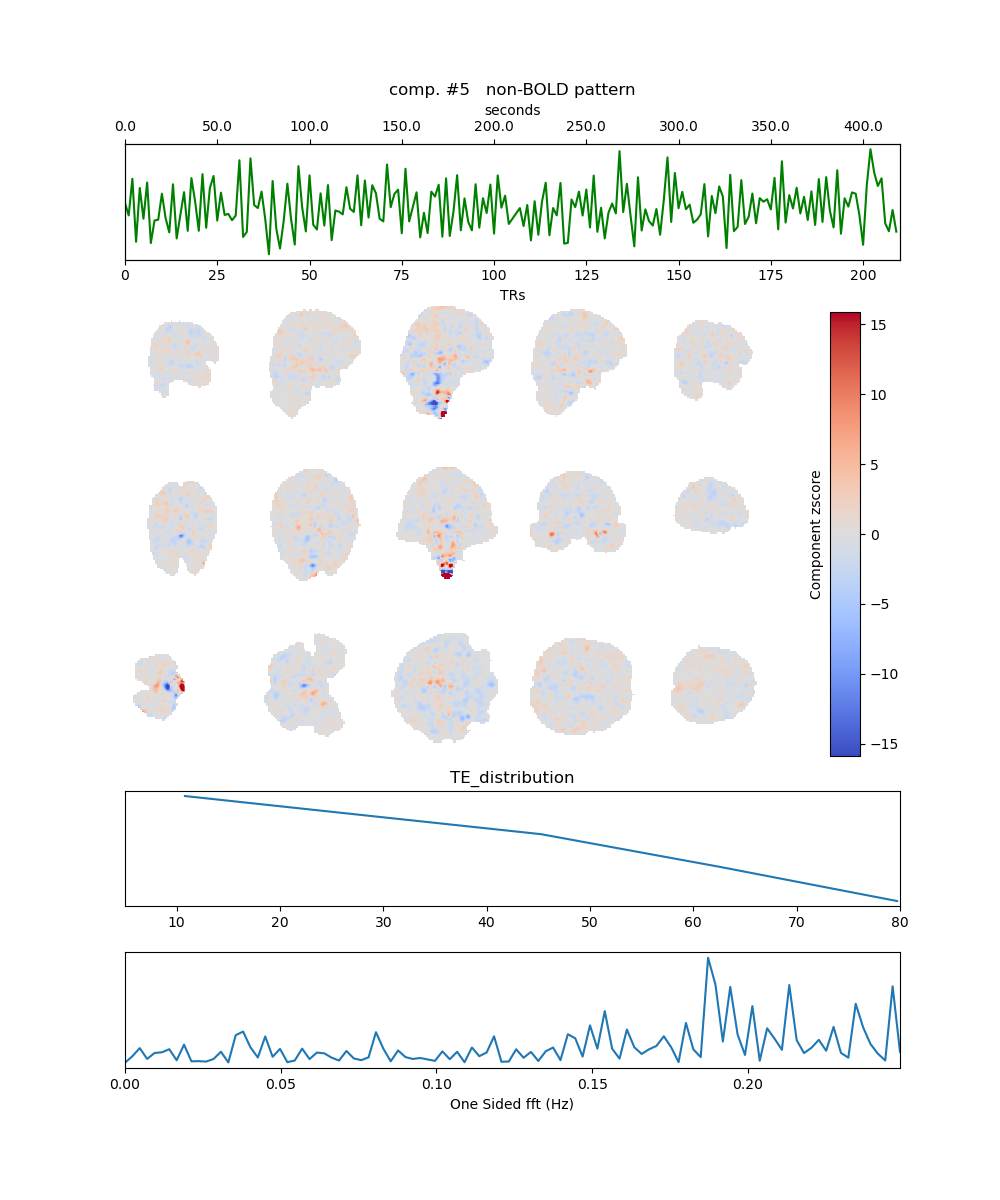 comp. #5   non-BOLD pattern
seconds
0.0 50.0 100.0 150.0 200.0 250.0 300.0 350.0 400.0
0 25 50 75 100 125 150 175 200
TRs
15
10
5
0
−5
−10
−15
Component zscore
TE_distribution
10 20 30 40 50 60 70 80
0.00 0.05 0.10 0.15 0.20
One Sided fft (Hz)